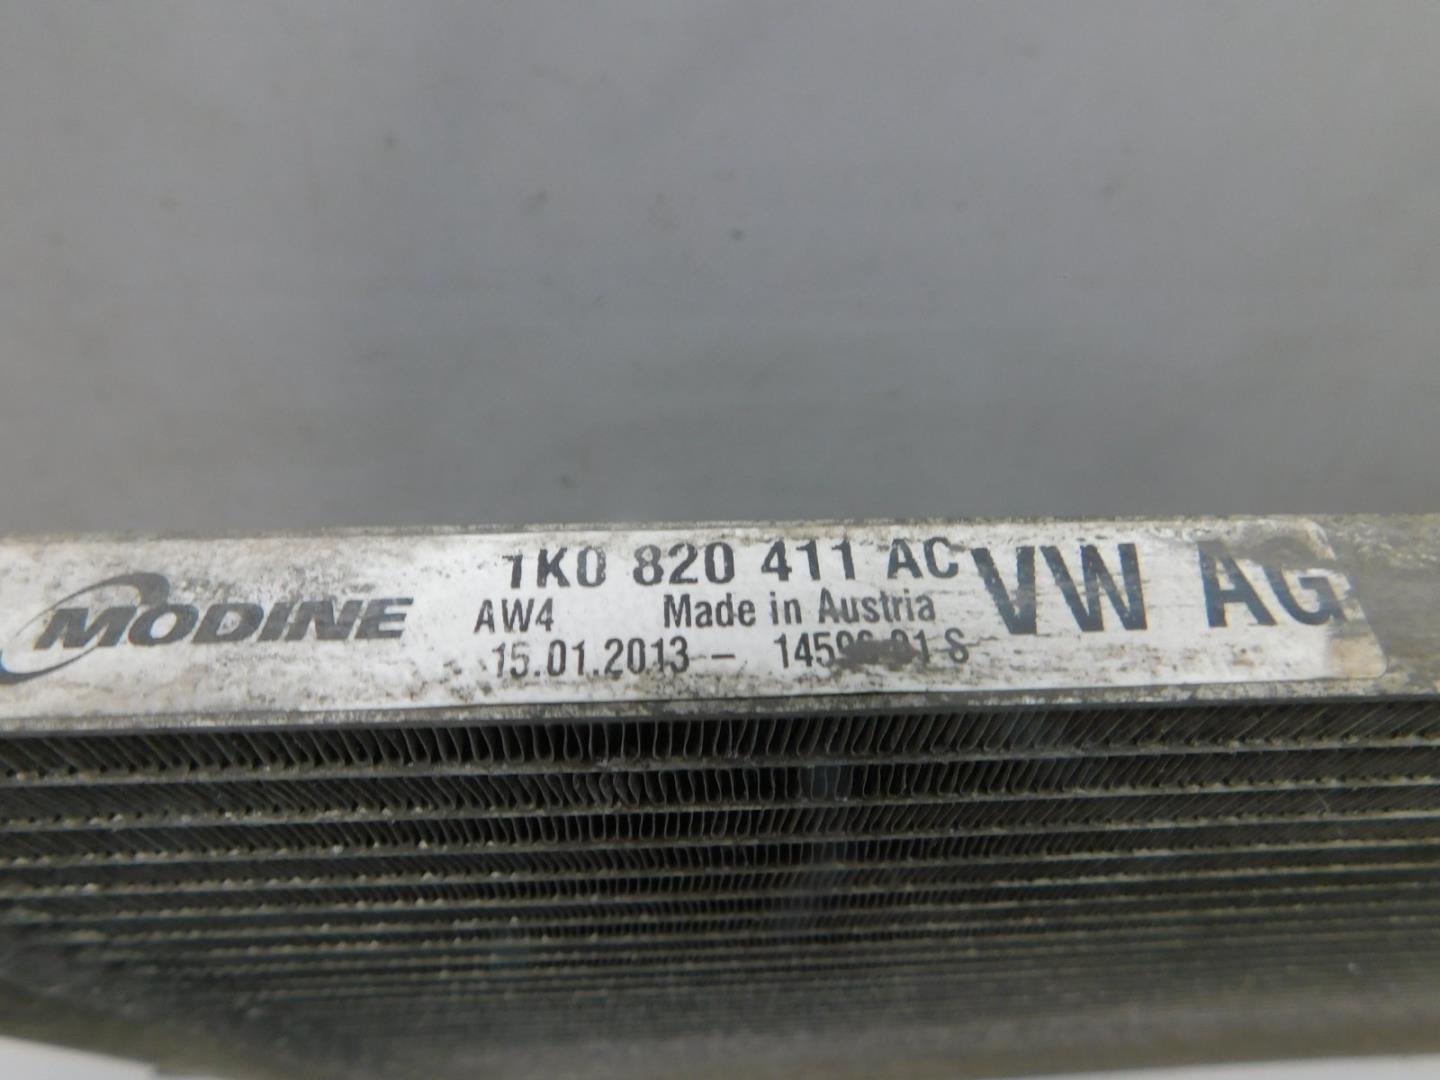 MODINE
1K0 820 411 AC
VW AG
AW4 Made in Austria
15.01.2013 - S